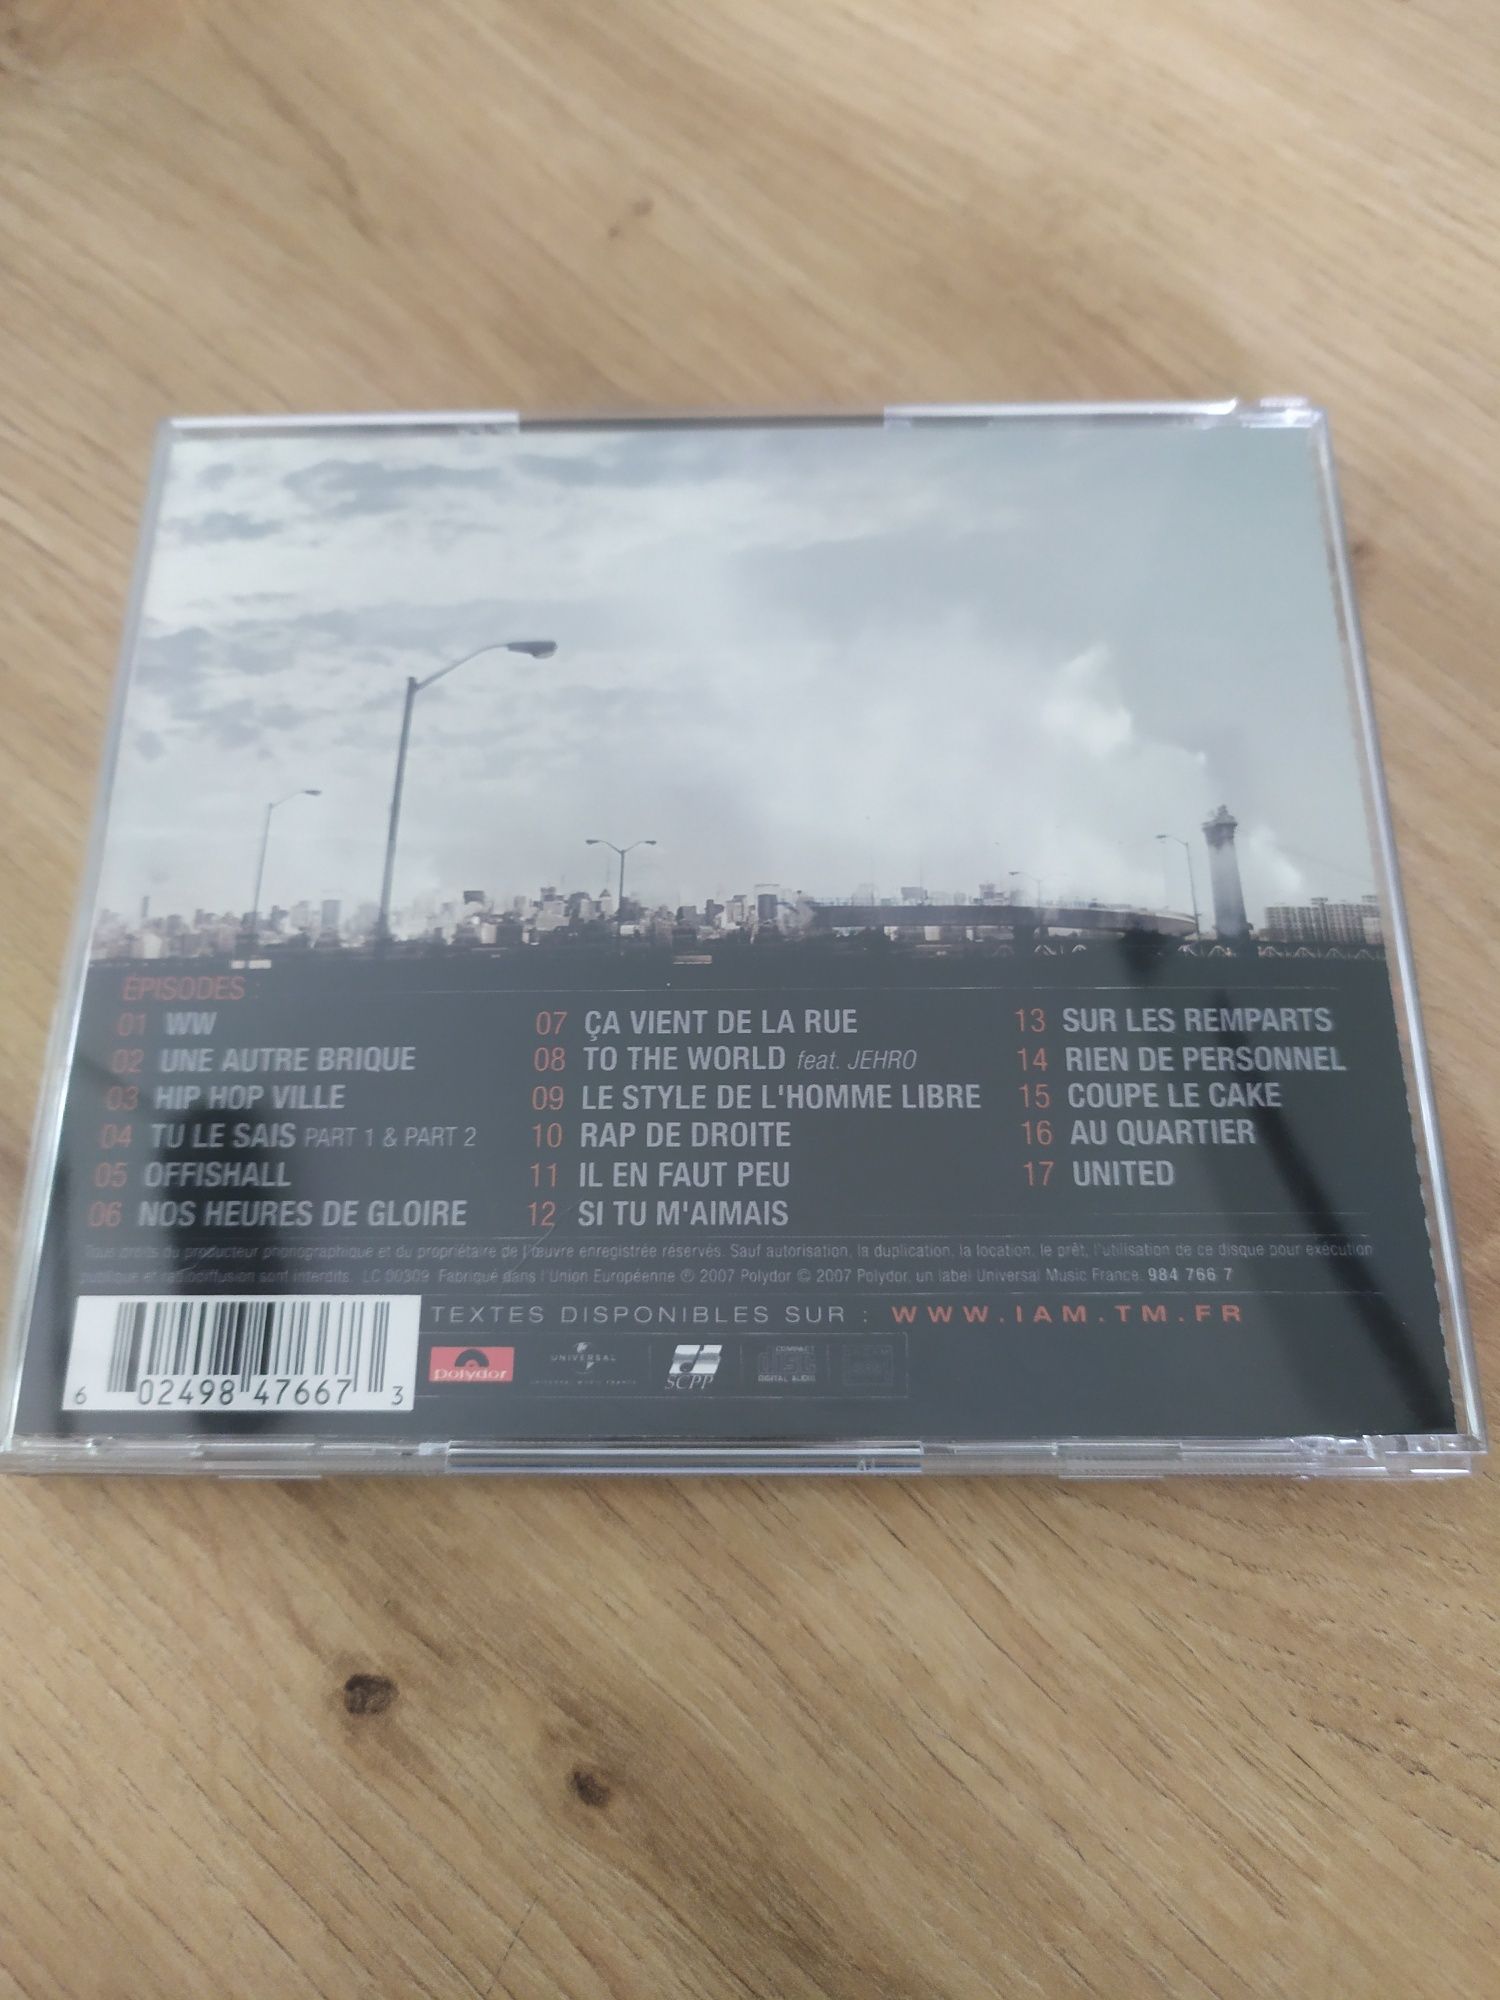 ÉPISODES :
01 WW
02 UNE AUTRE BRIQUE
03 HIP HOP VILLE
04 TU LE SAIS PART 1 & PART 2
05 OFFISHALL
06 NOS HEURES DE GLOIRE
07 ÇA VIENT DE LA RUE
08 TO THE WORLD feat. JEHRO
09 LE STYLE DE L'HOMME LIBRE
10 RAP DE DROITE
11 IL EN FAUT PEU
12 SI TU M'AIMAIS
13 SUR LES REMPARTS
14 RIEN DE PERSONNEL
15 COUPE LE CAKE
16 AU QUARTIER
17 UNITED
Tous droits du producteur phonographique et du propriétaire de l'œuvre enregistrée réservés. Sauf autorisation, la duplication, la location, le prêt, l'utilisation de ce disque pour exécution
publique et radiodiffusion sont interdits. LC 00309 Fabriqué dans l'Union Européenne ℗ 2007 Polydor © 2007 Polydor, un label Universal Music France. 984 766 7
TEXTES DISPONIBLES SUR : WWW.IAM.TM.FR
6 02498 47667 3
polydor
UNIVERSAL
UNIVERSAL MUSIC FRANCE
SCPP
COMPACT
disc
DIGITAL AUDIO